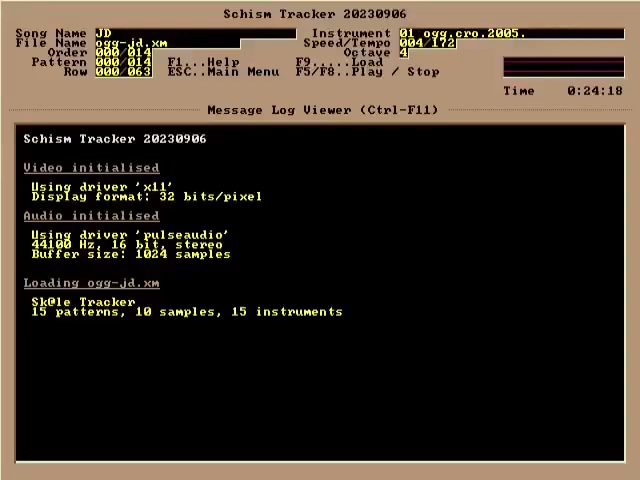 Schism Tracker 20230906
Song Name JD Instrument 01 ogg.cro.2005.
File Name ogg-jd.xm Speed/Tempo 004/172
Order 000/014 Octave 4
Pattern 000/014 F1...Help F9.....Load
Row 000/063 ESC..Main Menu F5/F8..Play / Stop
Time 0:24:18
Message Log Viewer (Ctrl-F11)
Schism Tracker 20230906
Video initialised
Using driver 'x11'
Display format: 32 bits/pixel
Audio initialised
Using driver 'pulseaudio'
44100 Hz, 16 bit, stereo
Buffer size: 1024 samples
Loading ogg-jd.xm
Sk@le Tracker
15 patterns, 10 samples, 15 instruments